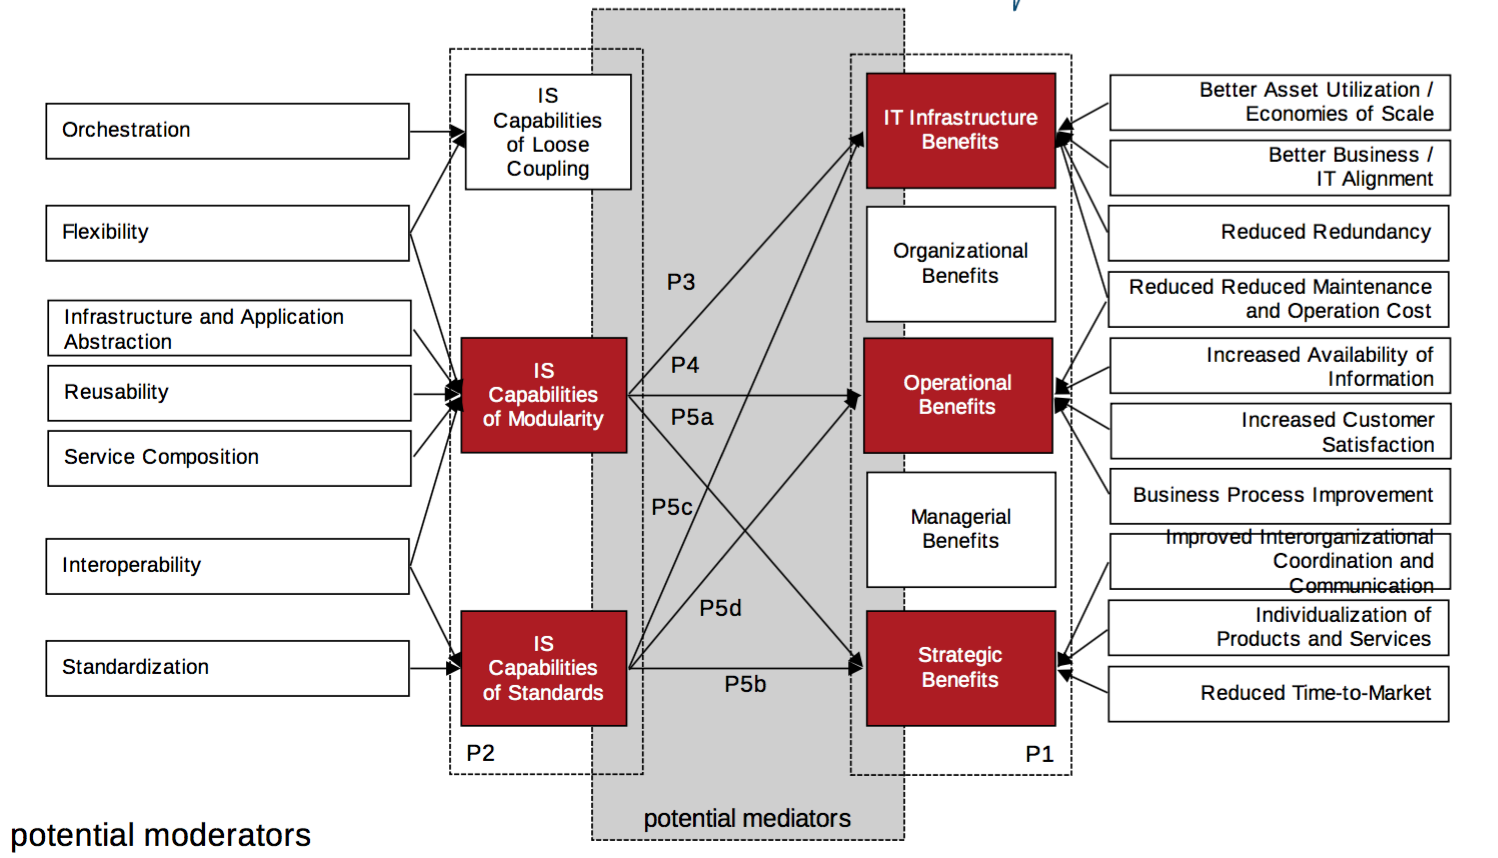 Orchestration
Flexibility
Infrastructure and Application
Abstraction
Reusability
Service Composition
Interoperability
Standardization
IS
Capabilities
of Loose
Coupling
IS
Capabilities
of Modularity
IS
Capabilities
of Standards
P2
P3
P4
P5a
P5c
P5d
P5b
potential mediators
IT Infrastructure
Benefits
Organizational
Benefits
Operational
Benefits
Managerial
Benefits
Strategic
Benefits
P1
Better Asset Utilization /
Economies of Scale
Better Business /
IT Alignment
Reduced Redundancy
Reduced Reduced Maintenance
and Operation Cost
Increased Availability of
Information
Increased Customer
Satisfaction
Business Process Improvement
Improved Interorganizational
Coordination and
Communication
Individualization of
Products and Services
Reduced Time-to-Market
potential moderators